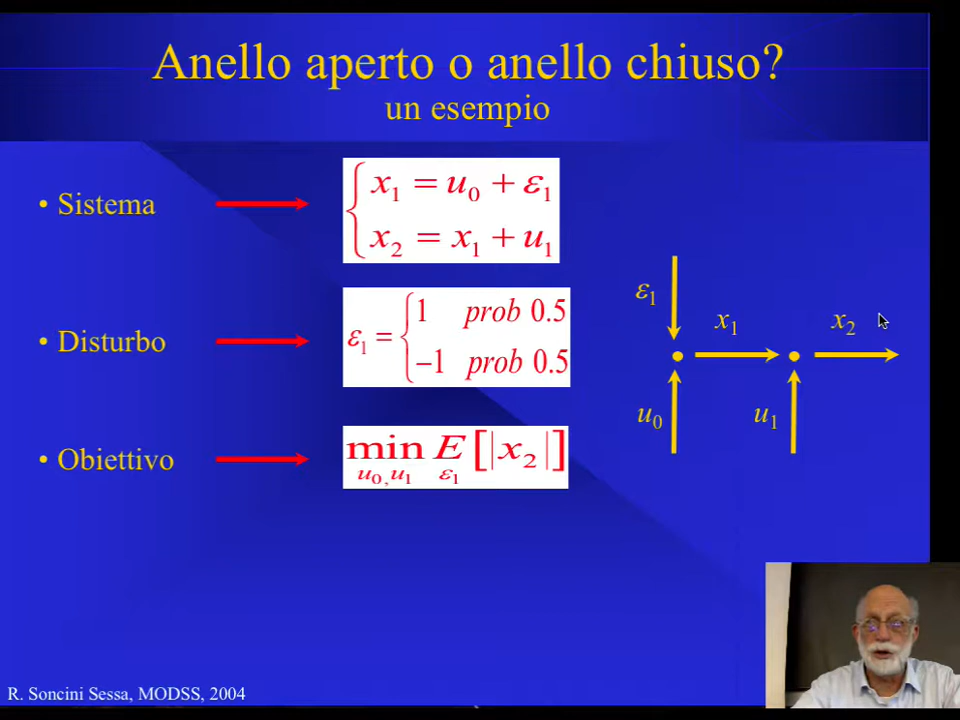 Anello aperto o anello chiuso?
un esempio
• Sistema
x₁ = u₀ + ε₁
x₂ = x₁ + u₁
• Disturbo
ε₁ = { 1 prob 0.5
−1 prob 0.5
• Obiettivo
min E [|x₂|]
u₀,u₁ ε₁
ε₁
x₁
x₂
u₀
u₁
R. Soncini Sessa, MODSS, 2004